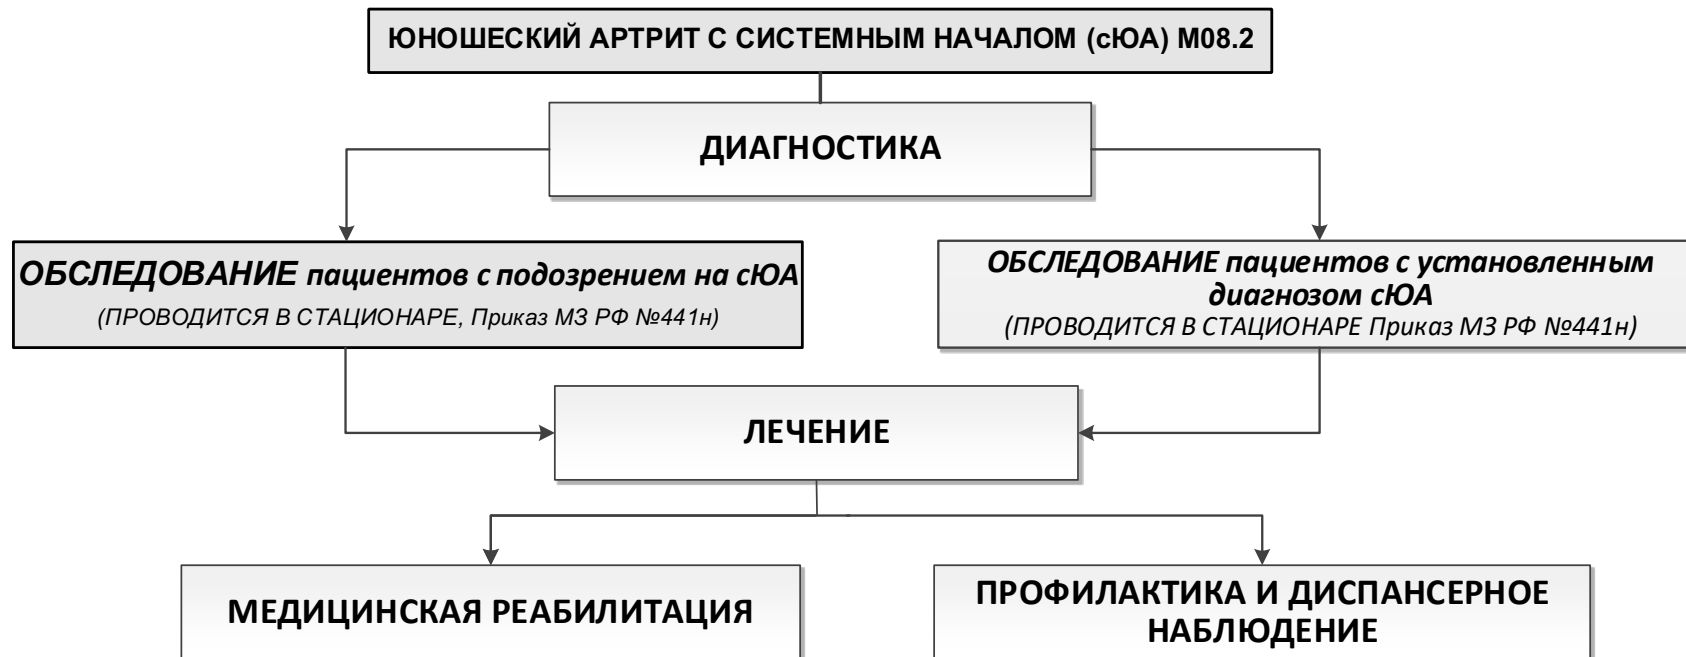 ЮНОШЕСКИЙ АРТРИТ С СИСТЕМНЫМ НАЧАЛОМ (сЮА) М08.2
ДИАГНОСТИКА
ОБСЛЕДОВАНИЕ пациентов с подозрением на сЮА
(ПРОВОДИТСЯ В СТАЦИОНАРЕ, Приказ МЗ РФ №441н)
ОБСЛЕДОВАНИЕ пациентов с установленным
диагнозом сЮА
(ПРОВОДИТСЯ В СТАЦИОНАРЕ Приказ МЗ РФ №441н)
ЛЕЧЕНИЕ
МЕДИЦИНСКАЯ РЕАБИЛИТАЦИЯ
ПРОФИЛАКТИКА И ДИСПАНСЕРНОЕ
НАБЛЮДЕНИЕ